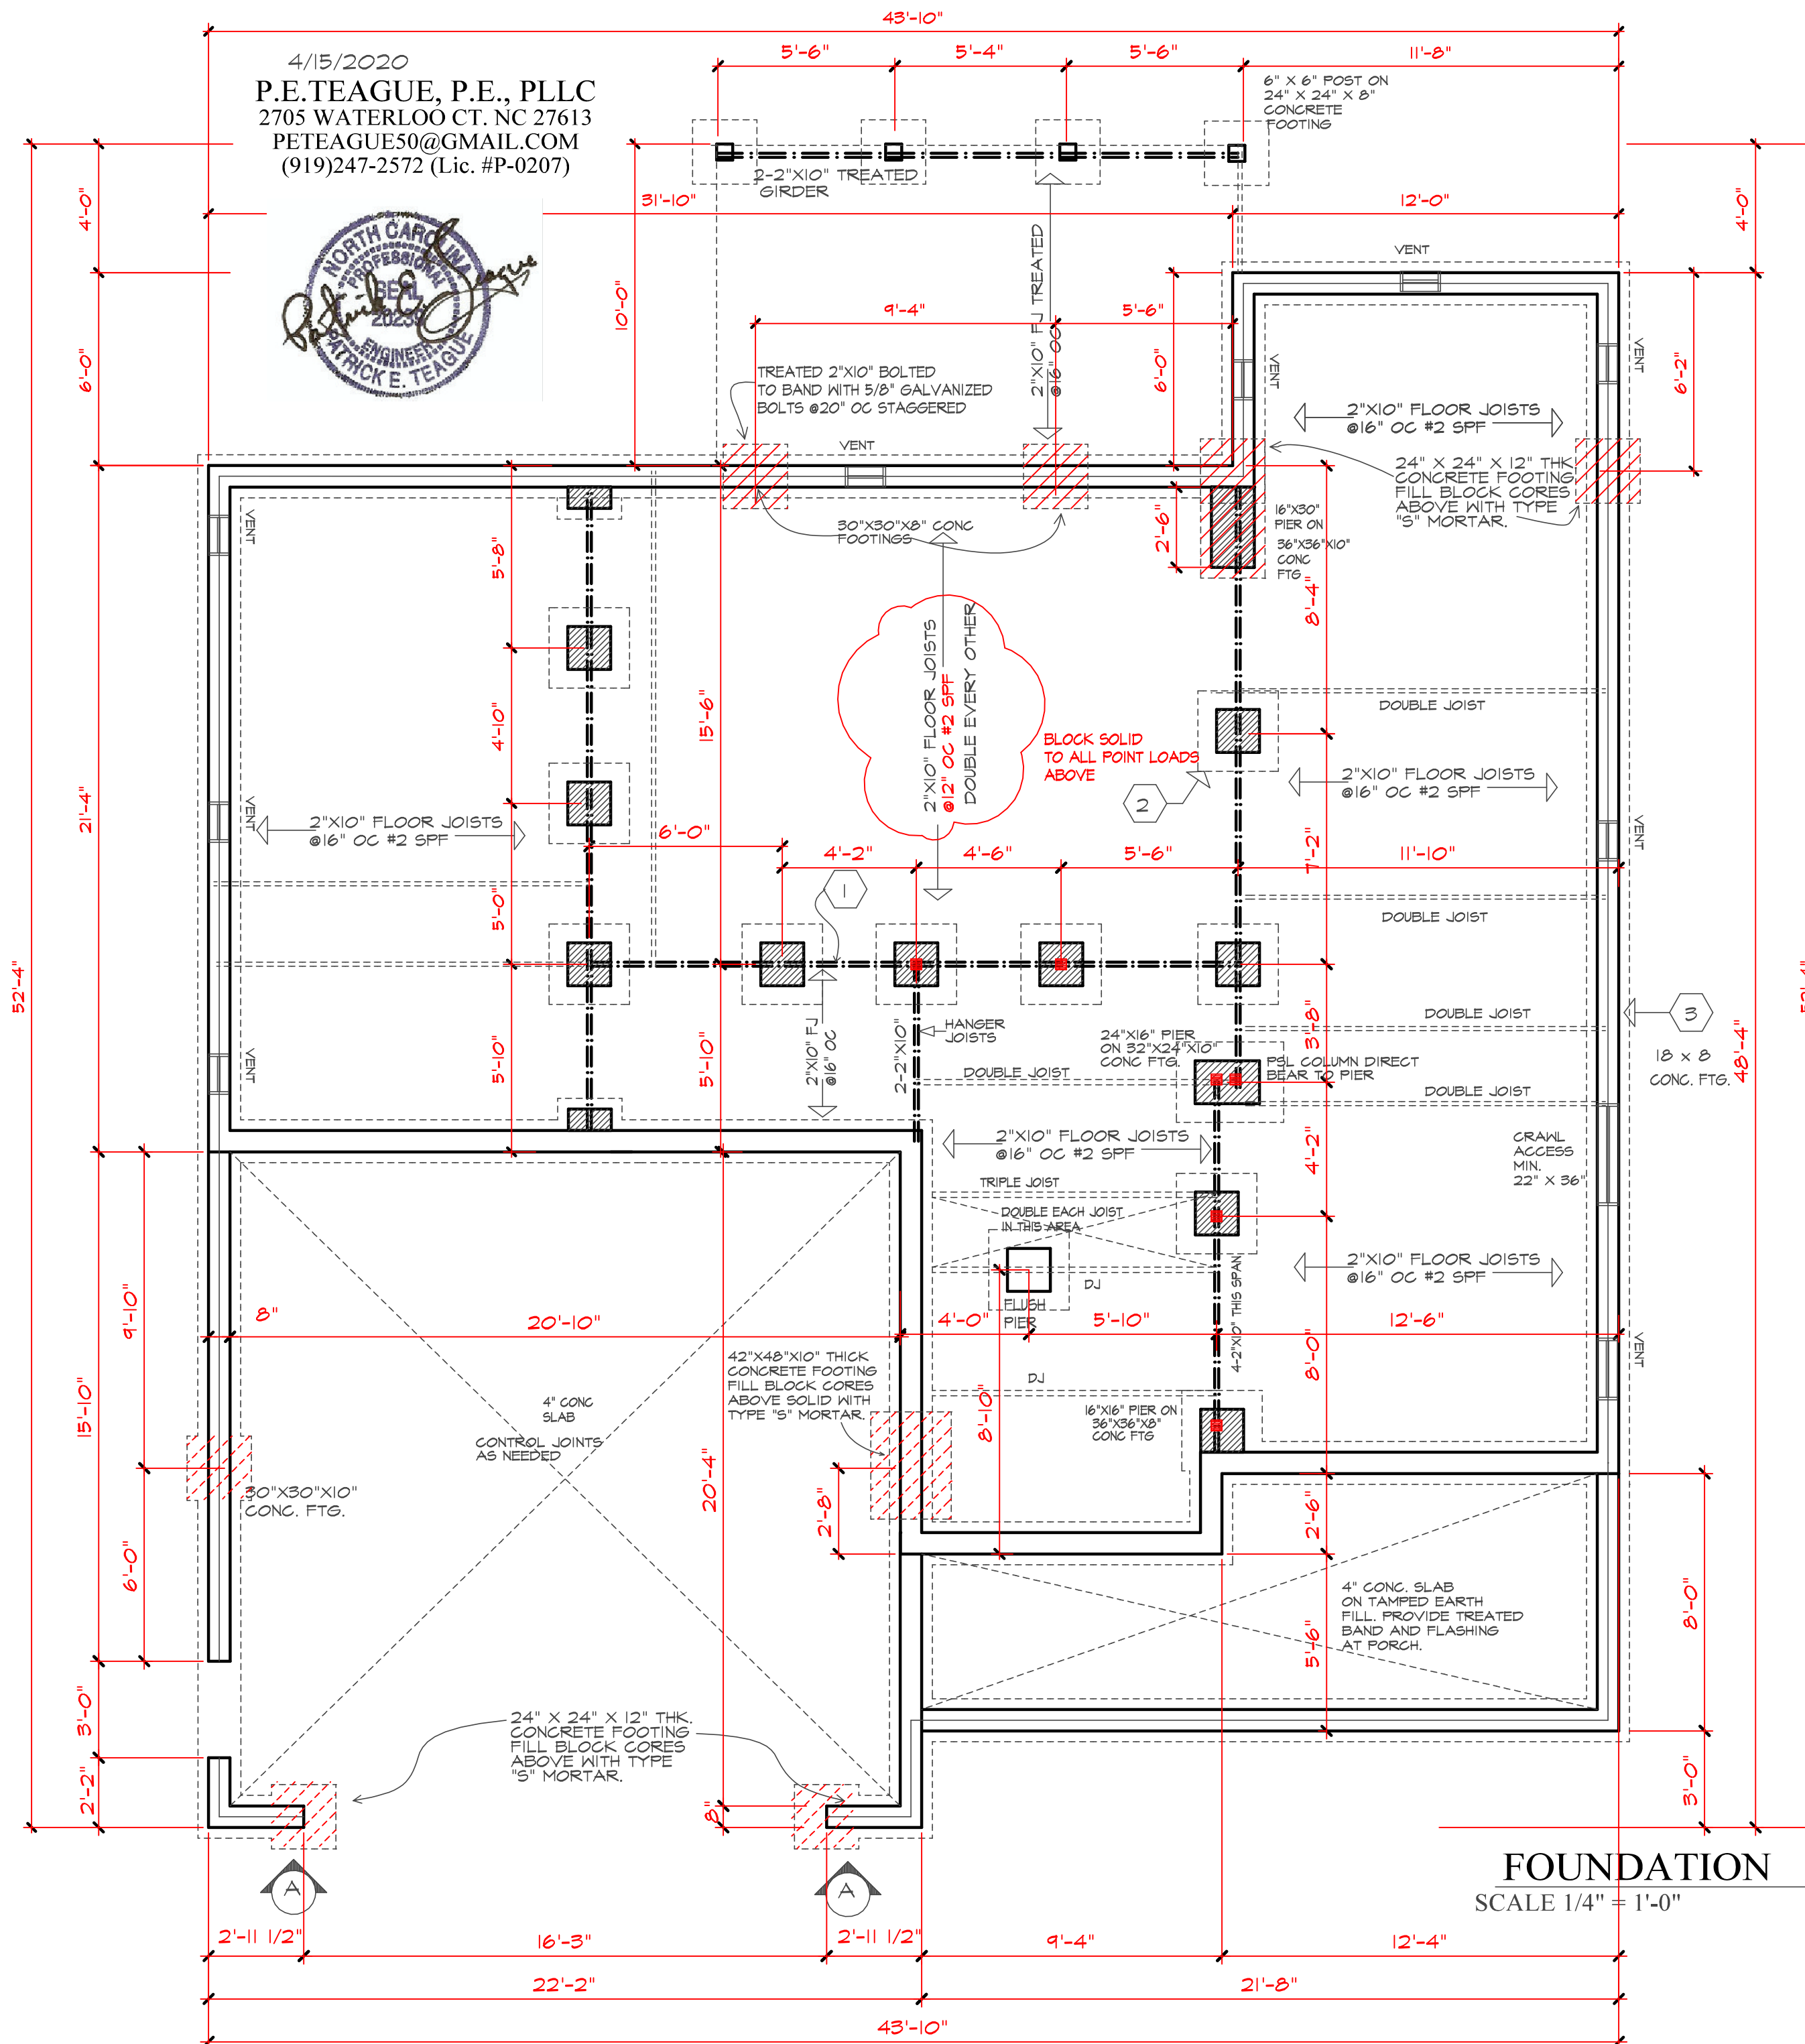 43'-10"
5'-6"
5'-4"
5'-6"
11'-8"
4/15/2020
P.E.TEAGUE, P.E., PLLC
2705 WATERLOO CT. NC 27613
PETEAGUE50@GMAIL.COM
(919)247-2572 (Lic. #P-0207)
NORTH CAROLINA
PROFESSIONAL
SEAL
ENGINEER
PATRICK E. TEAGUE
6" X 6" POST ON
24" X 24" X 8"
CONCRETE
FOOTING
2-2"X10" TREATED
GIRDER
31'-10"
12'-0"
4'-0"
4'-0"
10'-0"
6'-0"
VENT
2"X10" FJ TREATED
@16" OC
9'-4"
5'-6"
6'-0"
VENT
VENT
6'-2"
TREATED 2"X10" BOLTED
TO BAND WITH 5/8" GALVANIZED
BOLTS @20" OC STAGGERED
2"X10" FLOOR JOISTS
@16" OC #2 SPF
VENT
24" X 24" X 12" THK
CONCRETE FOOTING
FILL BLOCK CORES
ABOVE WITH TYPE
"S" MORTAR.
30"X30"X8" CONC
FOOTINGS
2'-6"
16"X30"
PIER ON
36"X36"X10"
CONC
FTG
VENT
5'-8"
8'-4"
2"X10" FLOOR JOISTS
@12" OC #2 SPF
DOUBLE EVERY OTHER
BLOCK SOLID
TO ALL POINT LOADS
ABOVE
DOUBLE JOIST
4'-10"
15'-6"
2
2"X10" FLOOR JOISTS
@16" OC #2 SPF
21'-4"
VENT
2"X10" FLOOR JOISTS
@16" OC #2 SPF
6'-0"
4'-2"
4'-6"
5'-6"
7'-2"
11'-10"
VENT
1
5'-0"
DOUBLE JOIST
52'-4"
52'-4"
48'-4"
5'-10"
5'-10"
VENT
2"X10" FJ
@16" OC
2-2"X10"
HANGER
JOISTS
24"X16" PIER
ON 32"X24"X10"
CONC FTG.
3'-8"
DOUBLE JOIST
3
18 x 8
CONC. FTG.
PSL COLUMN DIRECT
BEAR TO PIER
DOUBLE JOIST
DOUBLE JOIST
2"X10" FLOOR JOISTS
@16" OC #2 SPF
4'-2"
CRAWL
ACCESS
MIN.
22" X 36"
TRIPLE JOIST
DOUBLE EACH JOIST
IN THIS AREA
4-2"X10" THIS SPAN
2"X10" FLOOR JOISTS
@16" OC #2 SPF
DJ
FLUSH
PIER
9'-10"
8"
20'-10"
4'-0"
5'-10"
12'-6"
8'-0"
VENT
42"X48"X10" THICK
CONCRETE FOOTING
FILL BLOCK CORES
ABOVE SOLID WITH
TYPE "S" MORTAR.
DJ
8'-10"
16"X16" PIER ON
36"X36"X8"
CONC FTG
4" CONC
SLAB
CONTROL JOINTS
AS NEEDED
15'-10"
30"X30"X10"
CONC. FTG.
20'-4"
2'-8"
2'-6"
6'-0"
4" CONC. SLAB
ON TAMPED EARTH
FILL. PROVIDE TREATED
BAND AND FLASHING
AT PORCH.
8'-0"
5'-6"
3'-0"
24" X 24" X 12" THK.
CONCRETE FOOTING
FILL BLOCK CORES
ABOVE WITH TYPE
"S" MORTAR.
2'-2"
8"
3'-0"
A
A
FOUNDATION
SCALE 1/4" = 1'-0"
2'-11 1/2"
16'-3"
2'-11 1/2"
9'-4"
12'-4"
22'-2"
21'-8"
43'-10"